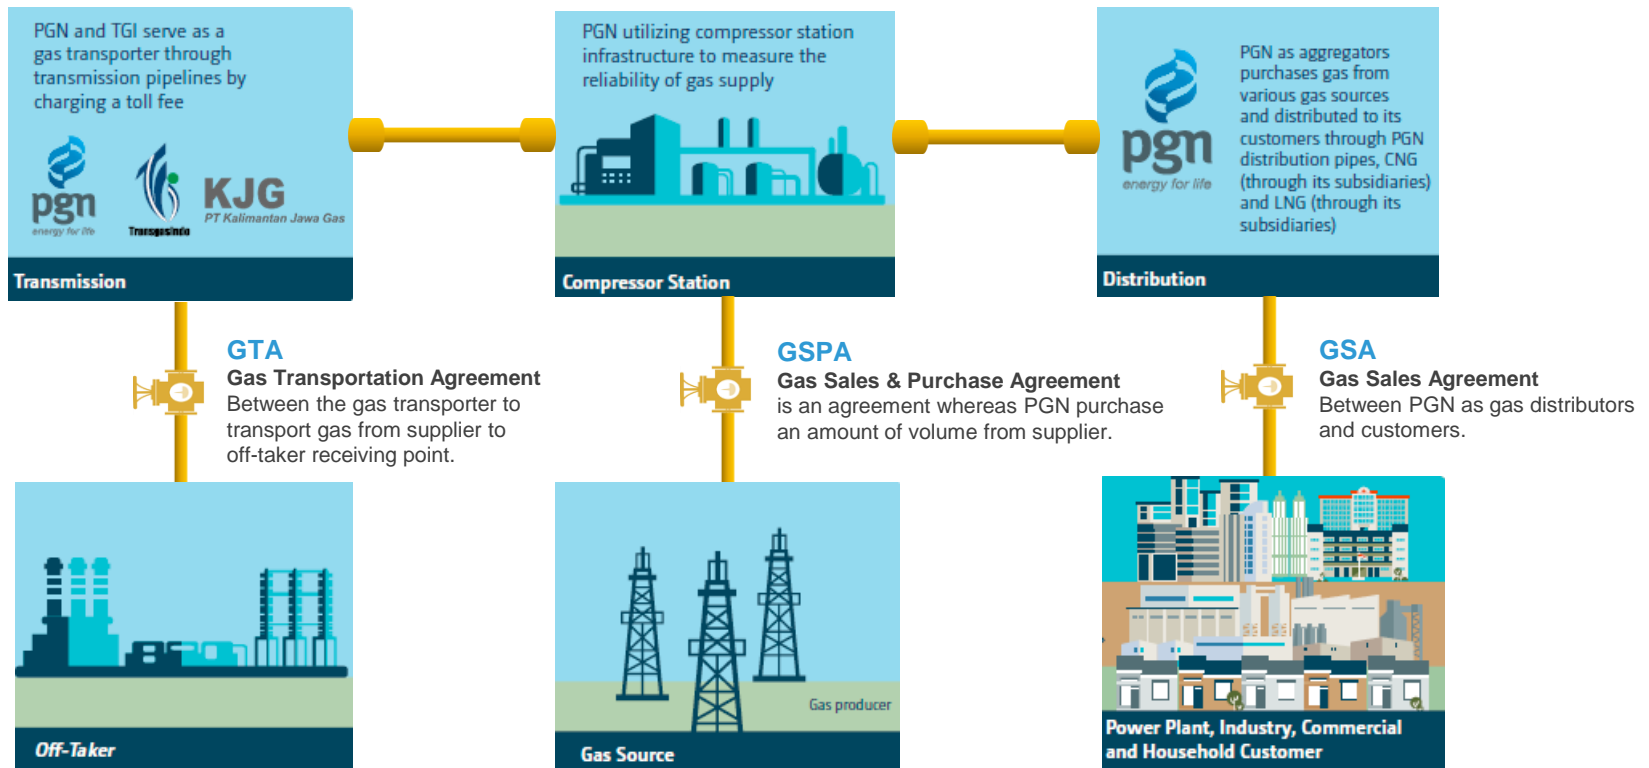 PGN and TGI serve as a
gas transporter through
transmission pipelines by
charging a toll fee
pgn
energy for life
Transgasindo
KJG
PT Kalimantan Jawa Gas
Transmission
PGN utilizing compressor station
infrastructure to measure the
reliability of gas supply
Compressor Station
pgn
energy for life
PGN as aggregators
purchases gas from
various gas sources
and distributed to its
customers through PGN
distribution pipes, CNG
(through its subsidiaries)
and LNG (through its
subsidiaries)
Distribution
GTA
Gas Transportation Agreement
Between the gas transporter to
transport gas from supplier to
off-taker receiving point.
GSPA
Gas Sales & Purchase Agreement
is an agreement whereas PGN purchase
an amount of volume from supplier.
GSA
Gas Sales Agreement
Between PGN as gas distributors
and customers.
Off-Taker
Gas producer
Gas Source
Power Plant, Industry, Commercial
and Household Customer